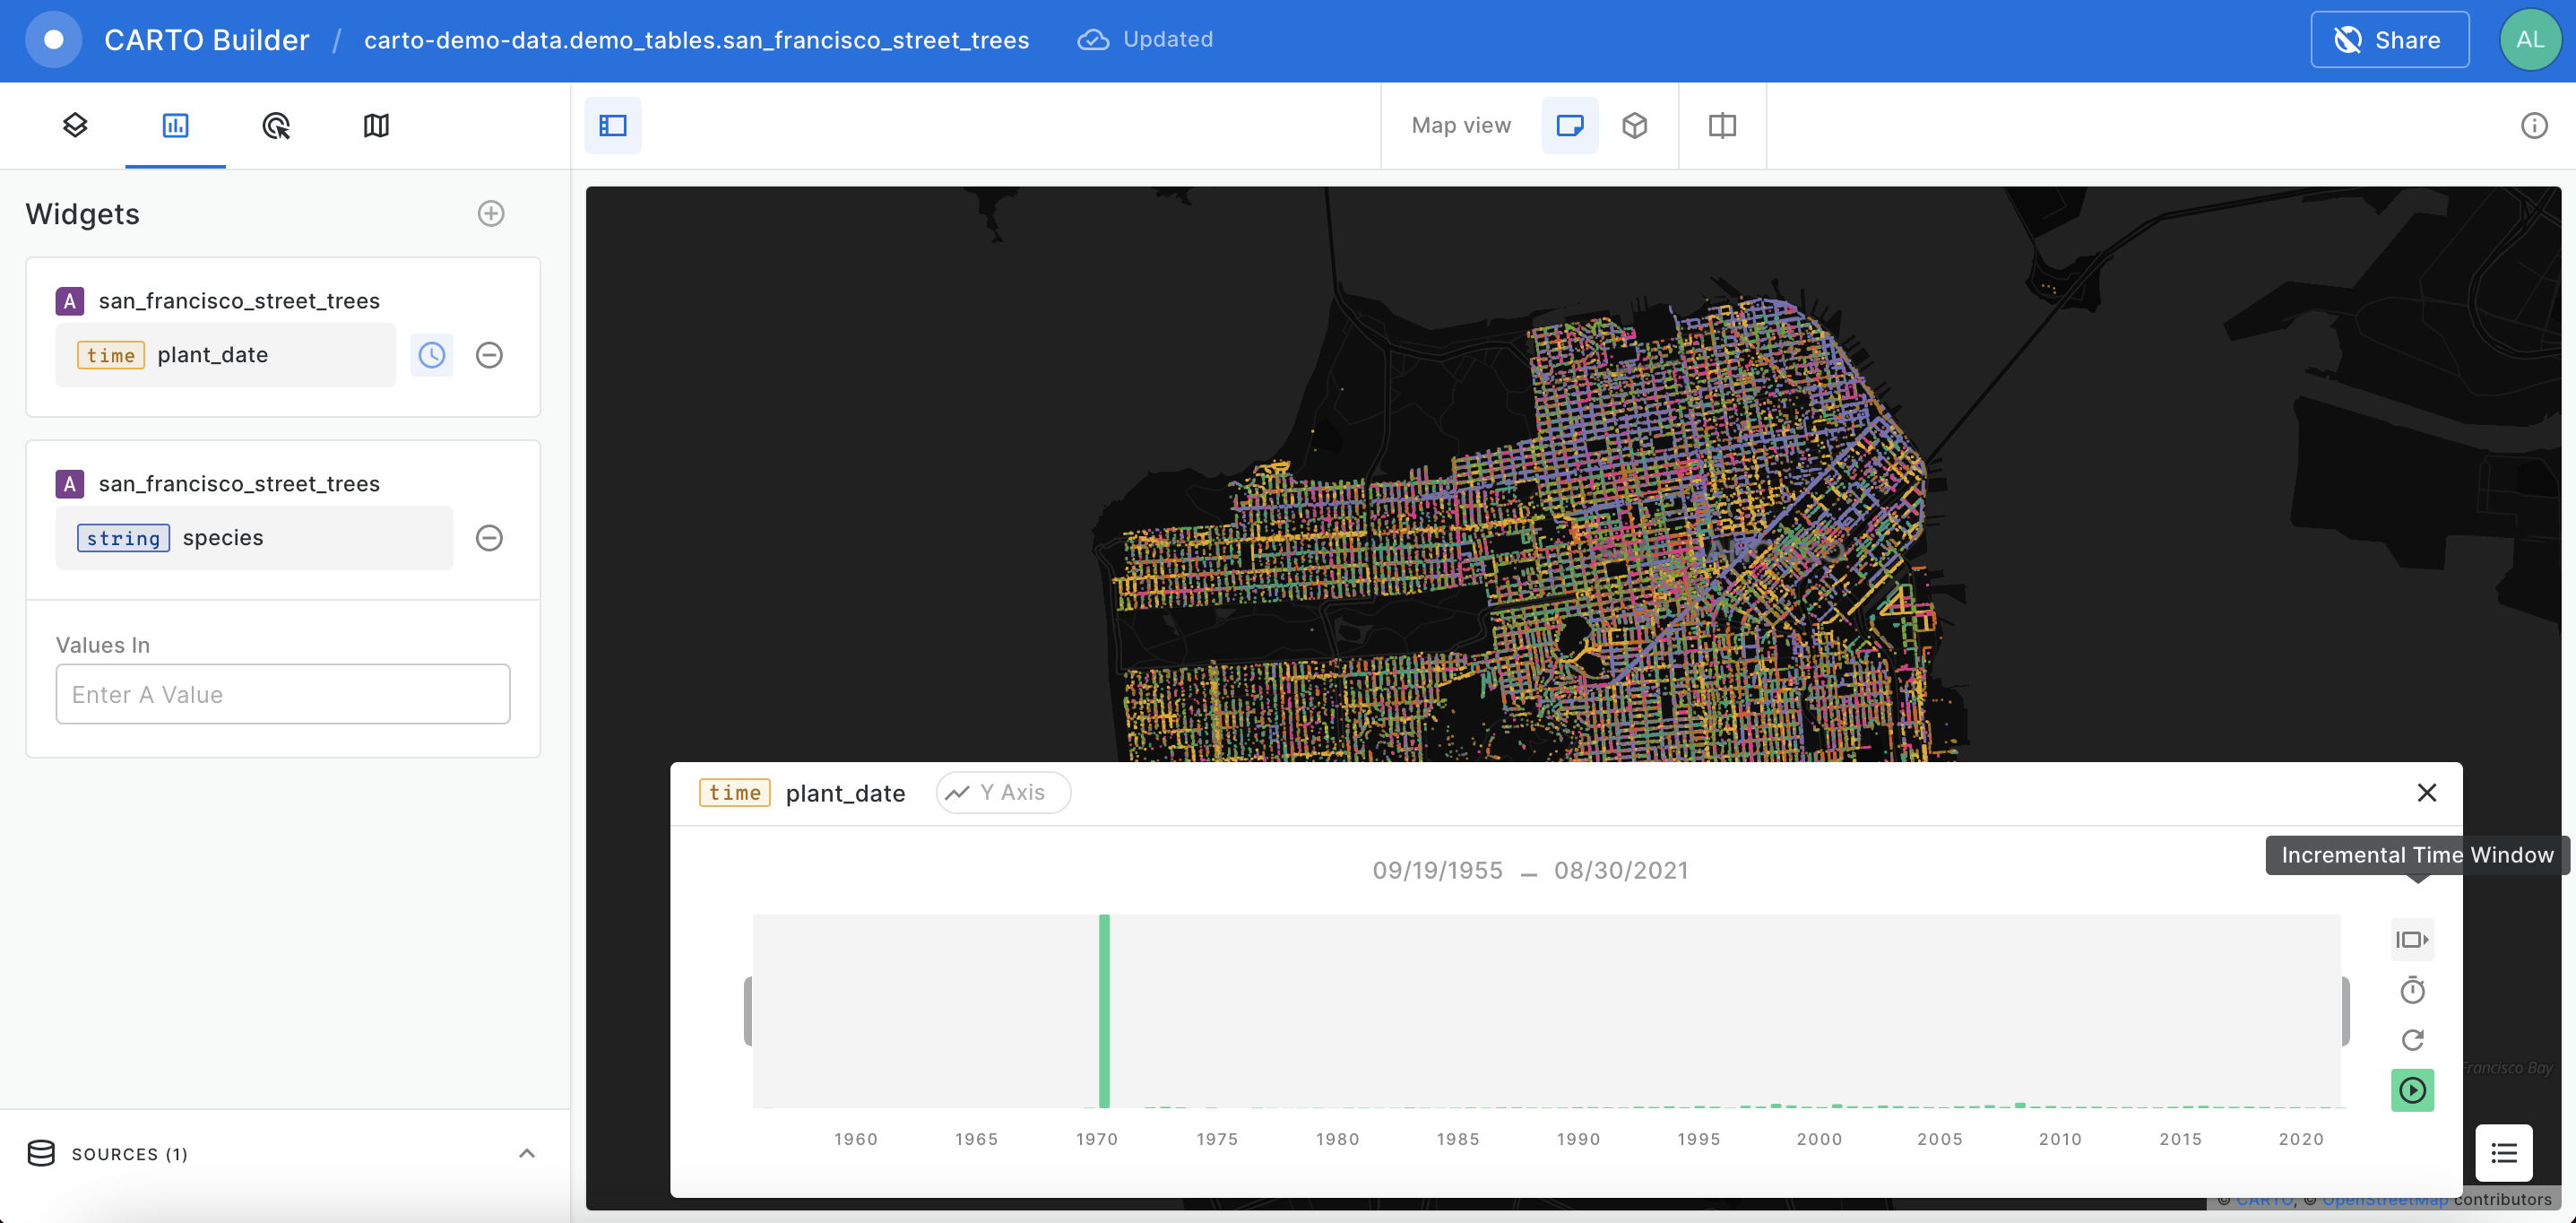 CARTO Builder / carto-demo-data.demo_tables.san_francisco_street_trees Updated Share AL
Map view
Widgets
A san_francisco_street_trees
time plant_date
A san_francisco_street_trees
string species
Values In
Enter A Value
time plant_date Y Axis
Incremental Time Window
09/19/1955 – 08/30/2021
Francisco Bay
1960 1965 1970 1975 1980 1985 1990 1995 2000 2005 2010 2015 2020
SOURCES (1)
© CARTO, © OpenStreetMap contributors